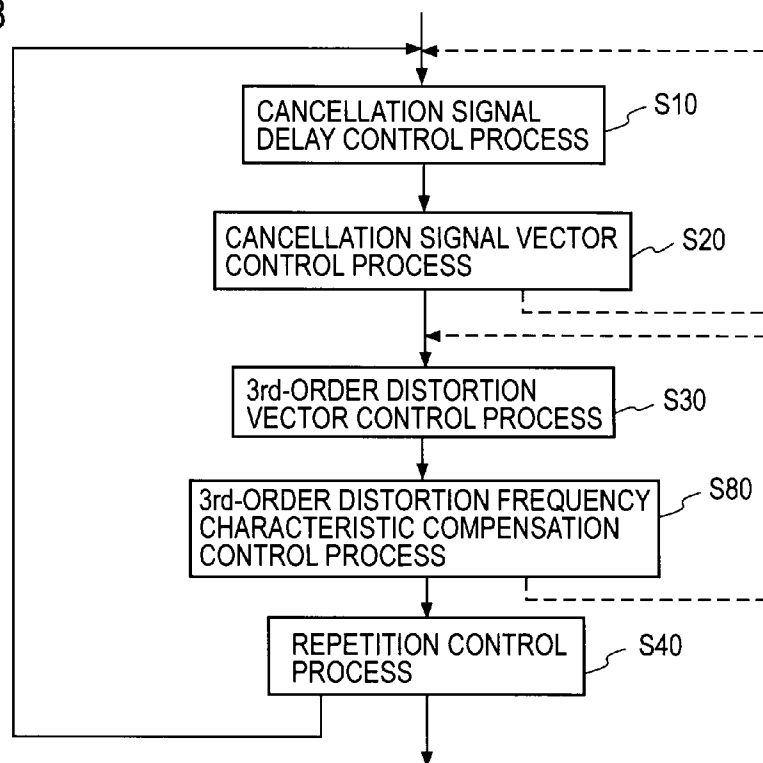 CANCELLATION SIGNAL
DELAY CONTROL PROCESS
S10
CANCELLATION SIGNAL VECTOR
CONTROL PROCESS
S20
3rd-ORDER DISTORTION
VECTOR CONTROL PROCESS
S30
3rd-ORDER DISTORTION FREQUENCY
CHARACTERISTIC COMPENSATION
CONTROL PROCESS
S80
REPETITION CONTROL
PROCESS
S40